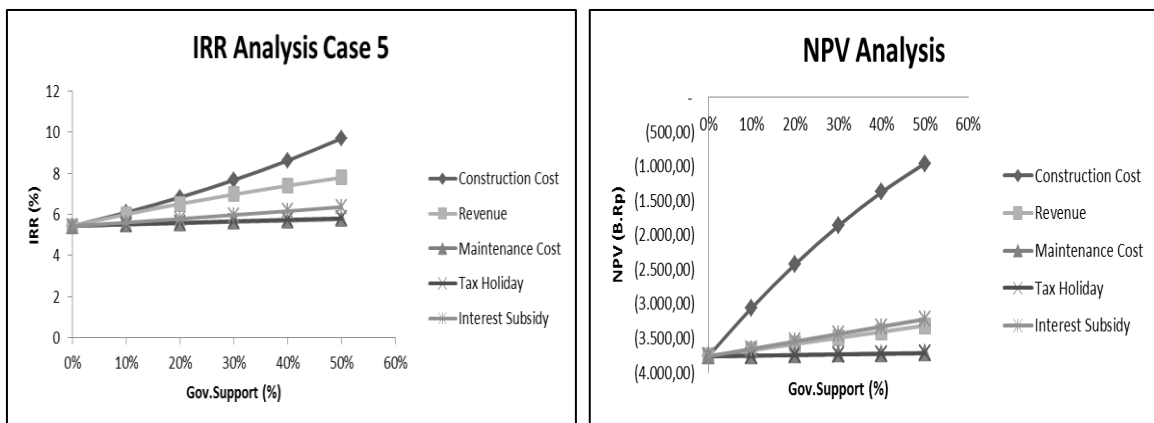 IRR Analysis Case 5
12
10
8
6
4
2
0
IRR (%)
0% 10% 20% 30% 40% 50% 60%
Gov.Support (%)
Construction Cost
Revenue
Maintenance Cost
Tax Holiday
Interest Subsidy
NPV Analysis
-
(500,00)
(1.000,00)
(1.500,00)
(2.000,00)
(2.500,00)
(3.000,00)
(3.500,00)
(4.000,00)
NPV (B.Rp)
0% 10% 20% 30% 40% 50% 60%
Gov.Support (%)
Construction Cost
Revenue
Maintenance Cost
Tax Holiday
Interest Subsidy